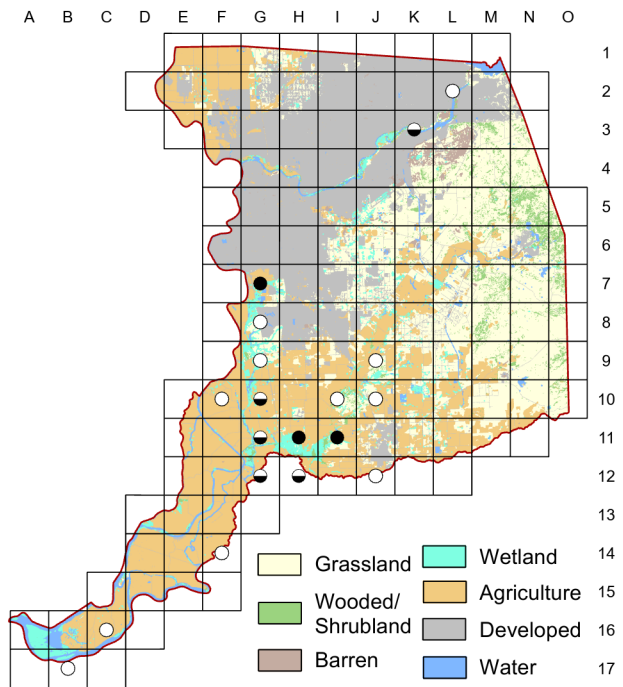 A B C D E F G H I J K L M N O
1
2
3
4
5
6
7
8
9
10
11
12
13
14
15
16
17
Grassland
Wooded/
Shrubland
Barren
Wetland
Agriculture
Developed
Water